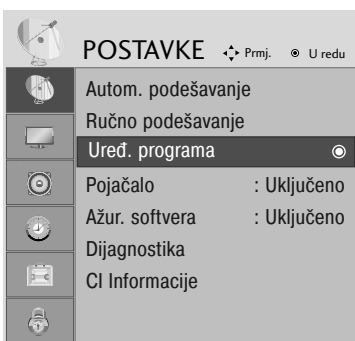 POSTAVKE Prmj. U redu
Autom. podešavanje
Ručno podešavanje
Uređ. programa
Pojačalo : Uključeno
Ažur. softvera : Uključeno
Dijagnostika
CI Informacije